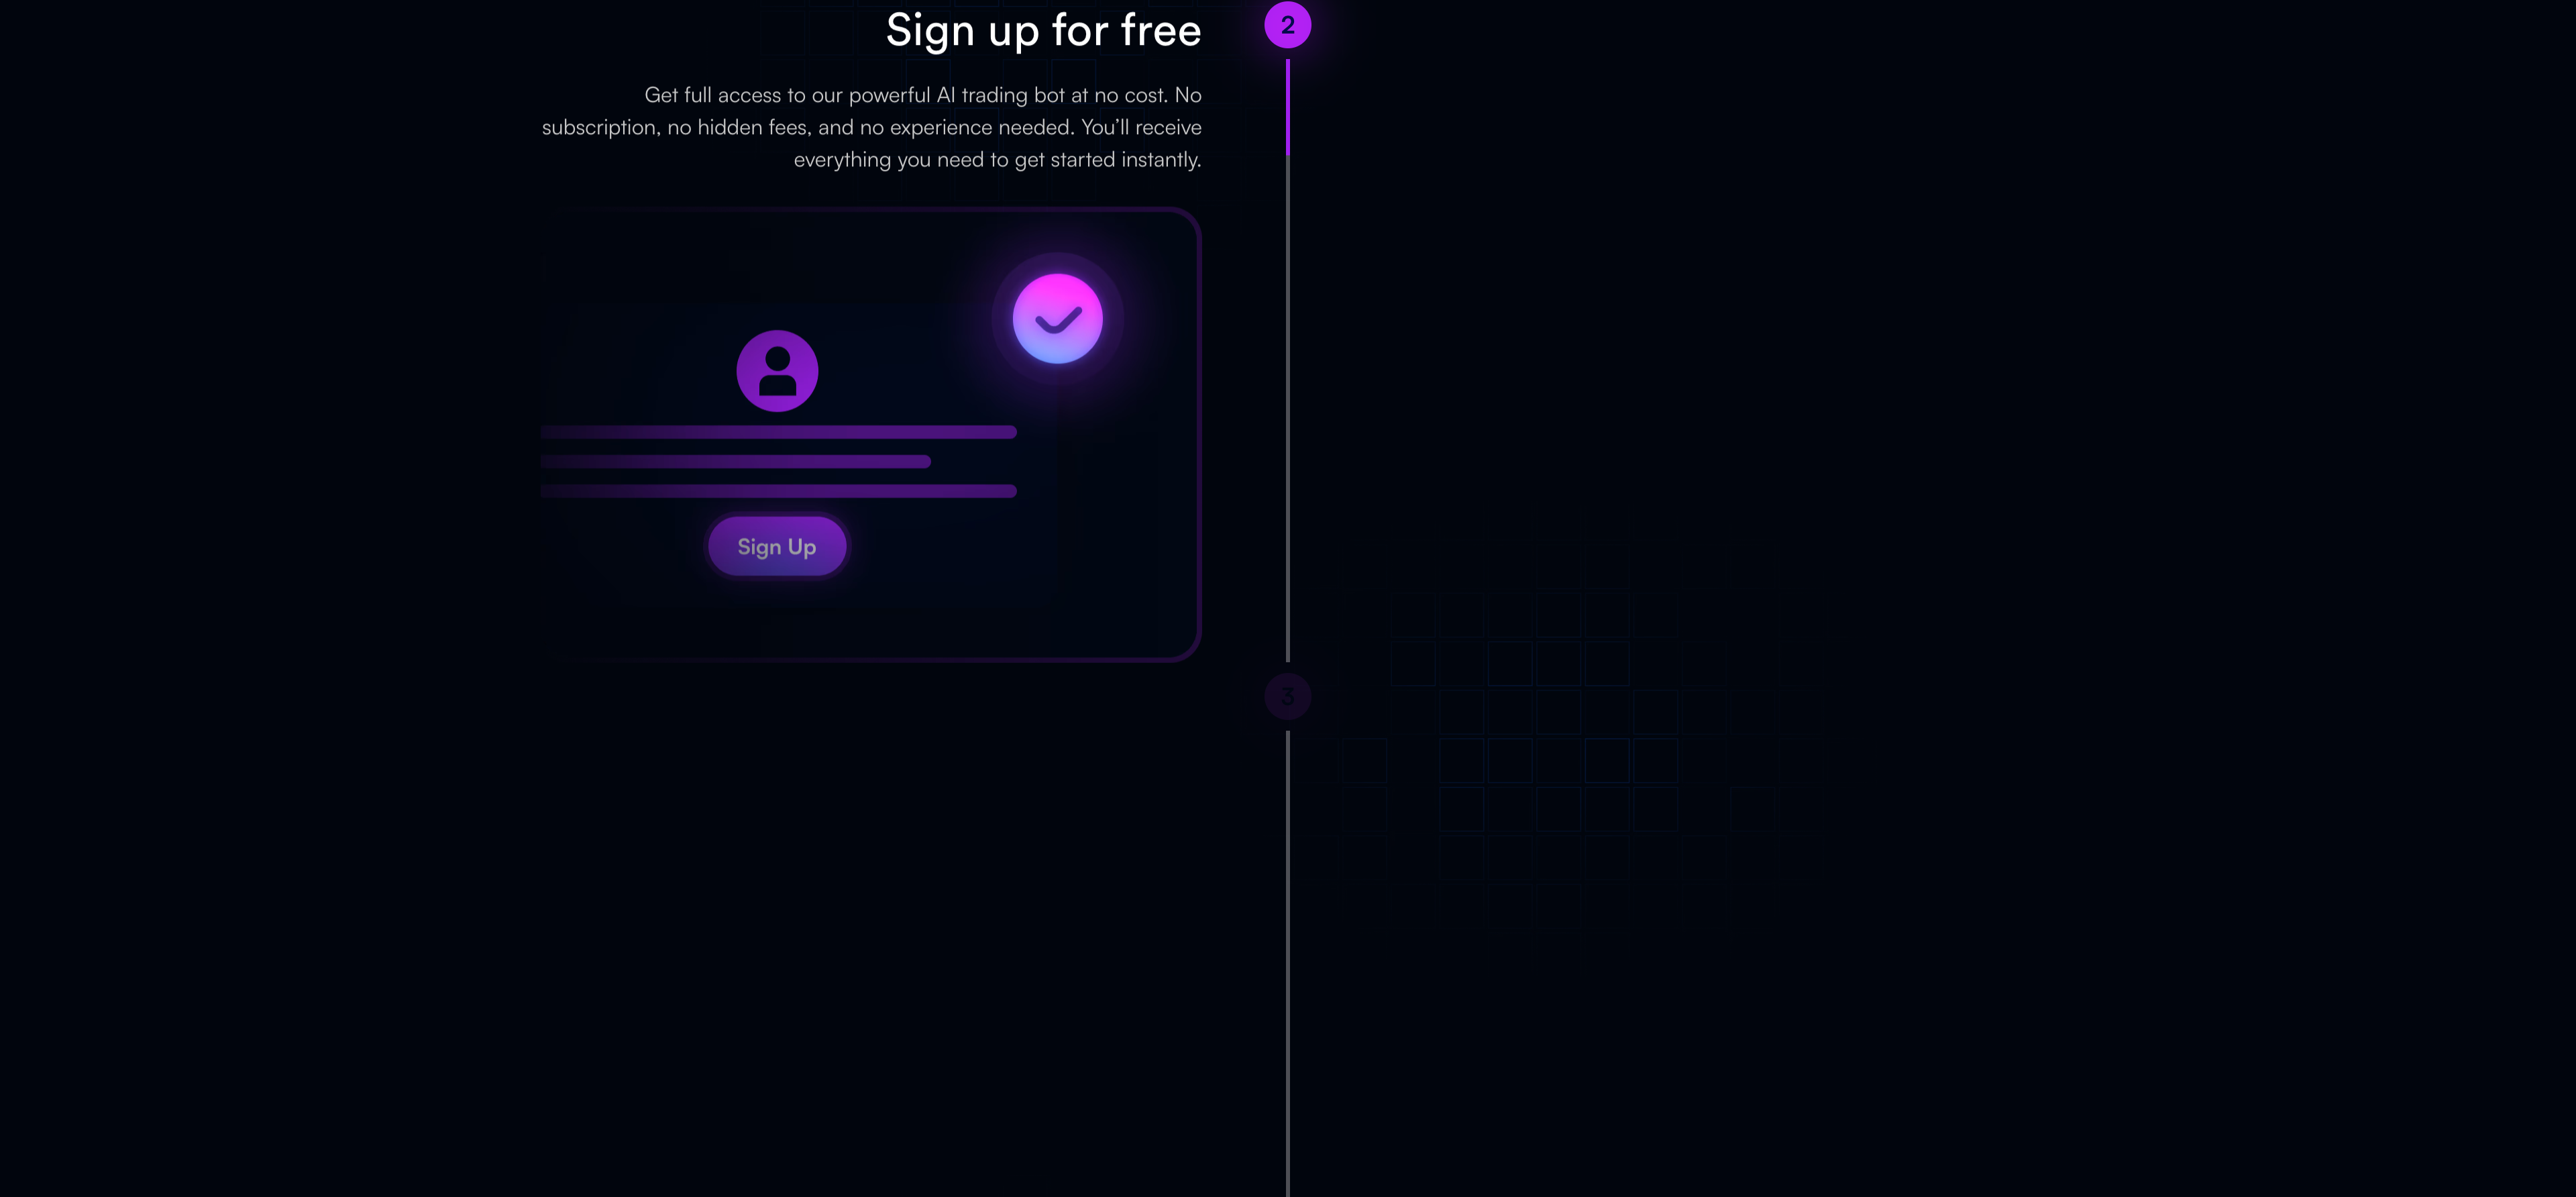 Sign up for free
2
Get full access to our powerful AI trading bot at no cost. No
subscription, no hidden fees, and no experience needed. You’ll receive
everything you need to get started instantly.
Sign Up
3